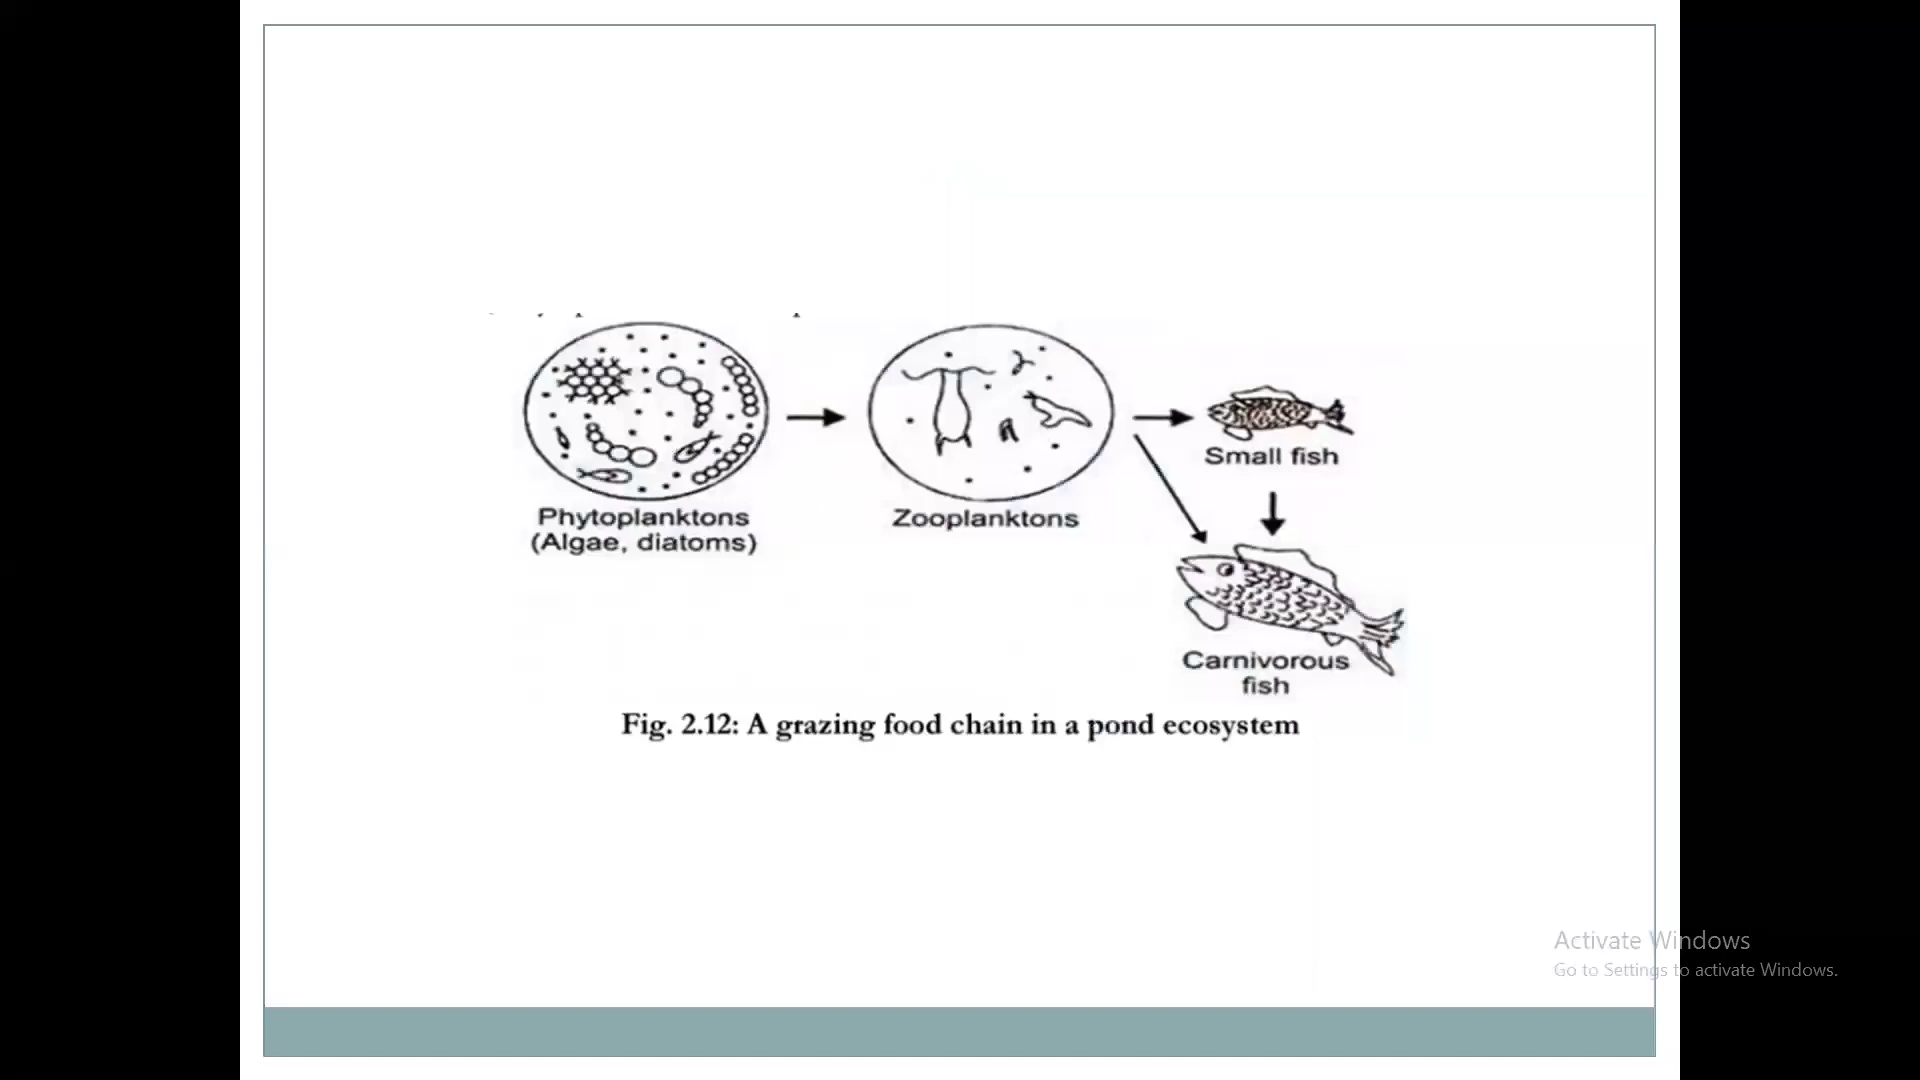 Phytoplanktons
(Algae, diatoms)
Zooplanktons
Small fish
Carnivorous
fish
Fig. 2.12: A grazing food chain in a pond ecosystem
Activate Windows
Go to Settings to activate Windows.